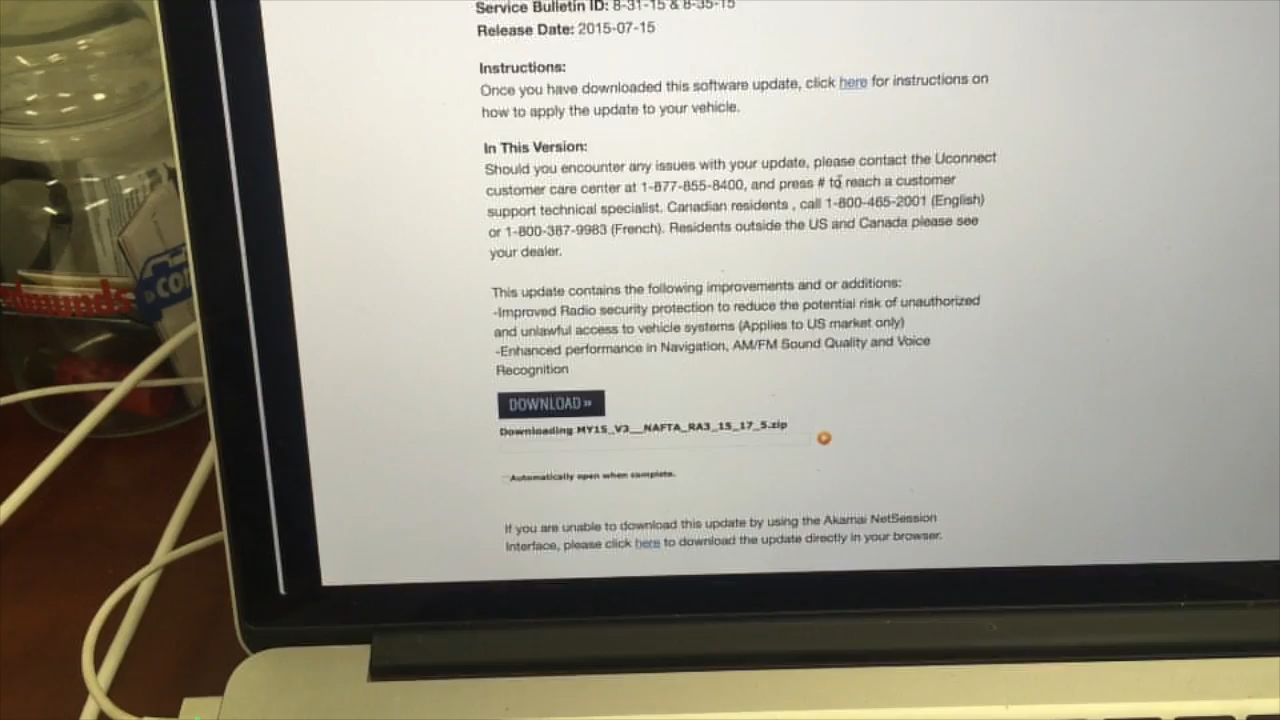 Service Bulletin ID: 8-31-15 & 8-35-15
Release Date: 2015-07-15
Instructions:
Once you have downloaded this software update, click here for instructions on
how to apply the update to your vehicle.
In This Version:
Should you encounter any issues with your update, please contact the Uconnect
customer care center at 1-877-855-8400, and press # to reach a customer
support technical specialist. Canadian residents , call 1-800-465-2001 (English)
or 1-800-387-9983 (French). Residents outside the US and Canada please see
your dealer.
This update contains the following improvements and or additions:
-Improved Radio security protection to reduce the potential risk of unauthorized
and unlawful access to vehicle systems (Applies to US market only)
-Enhanced performance in Navigation, AM/FM Sound Quality and Voice
Recognition
DOWNLOAD »
Downloading MY15_V3__NAFTA_RA3_15_17_5.zip
Automatically open when complete.
If you are unable to download this update by using the Akamai NetSession
Interface, please click here to download the update directly in your browser.